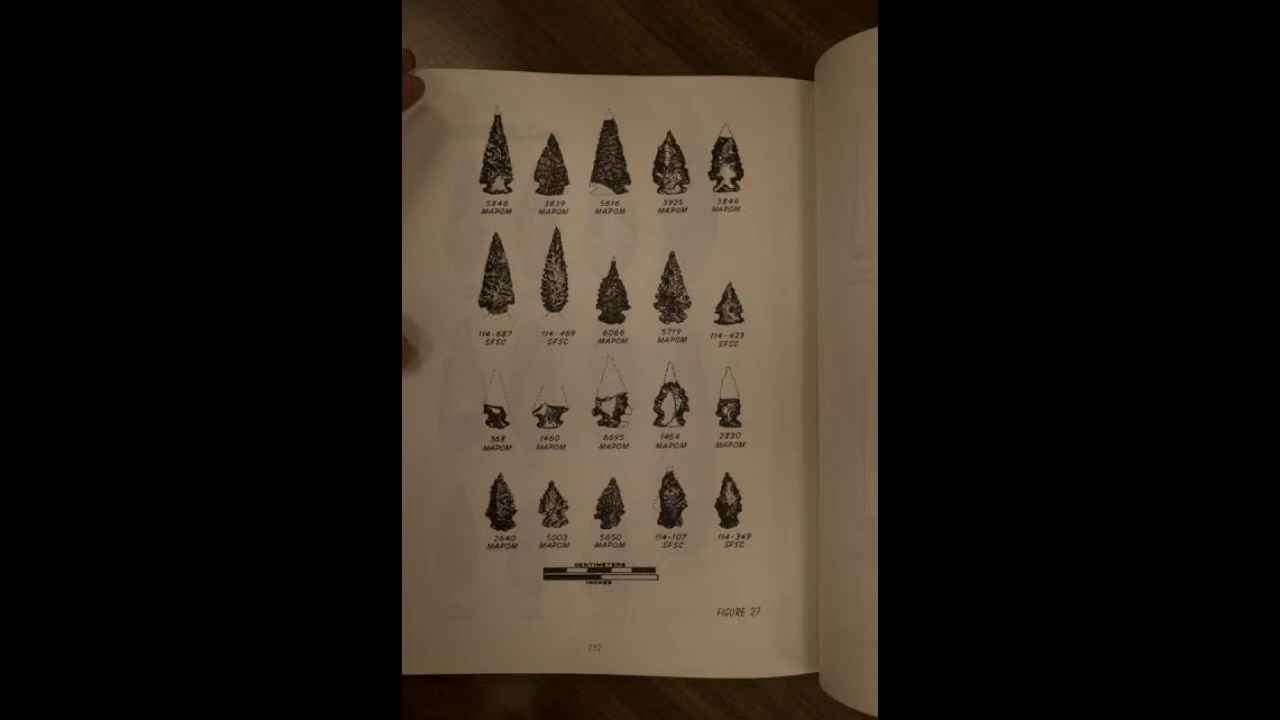 5846 3839 5616 3925 3846
MAPOM MAPOM MAPOM MAPOM MAPOM
114-687 114-469 6066 5719 114-423
SFSC SFSC MAPOM MAPOM SFSC
368 1460 6695 1454 2830
MAPOM MAPOM MAPOM MAPOM MAPOM
2640 5003 5650 114-107 114-349
MAPOM MAPOM MAPOM SFSC SFSC
CENTIMETERS
INCHES
FIGURE 27
232